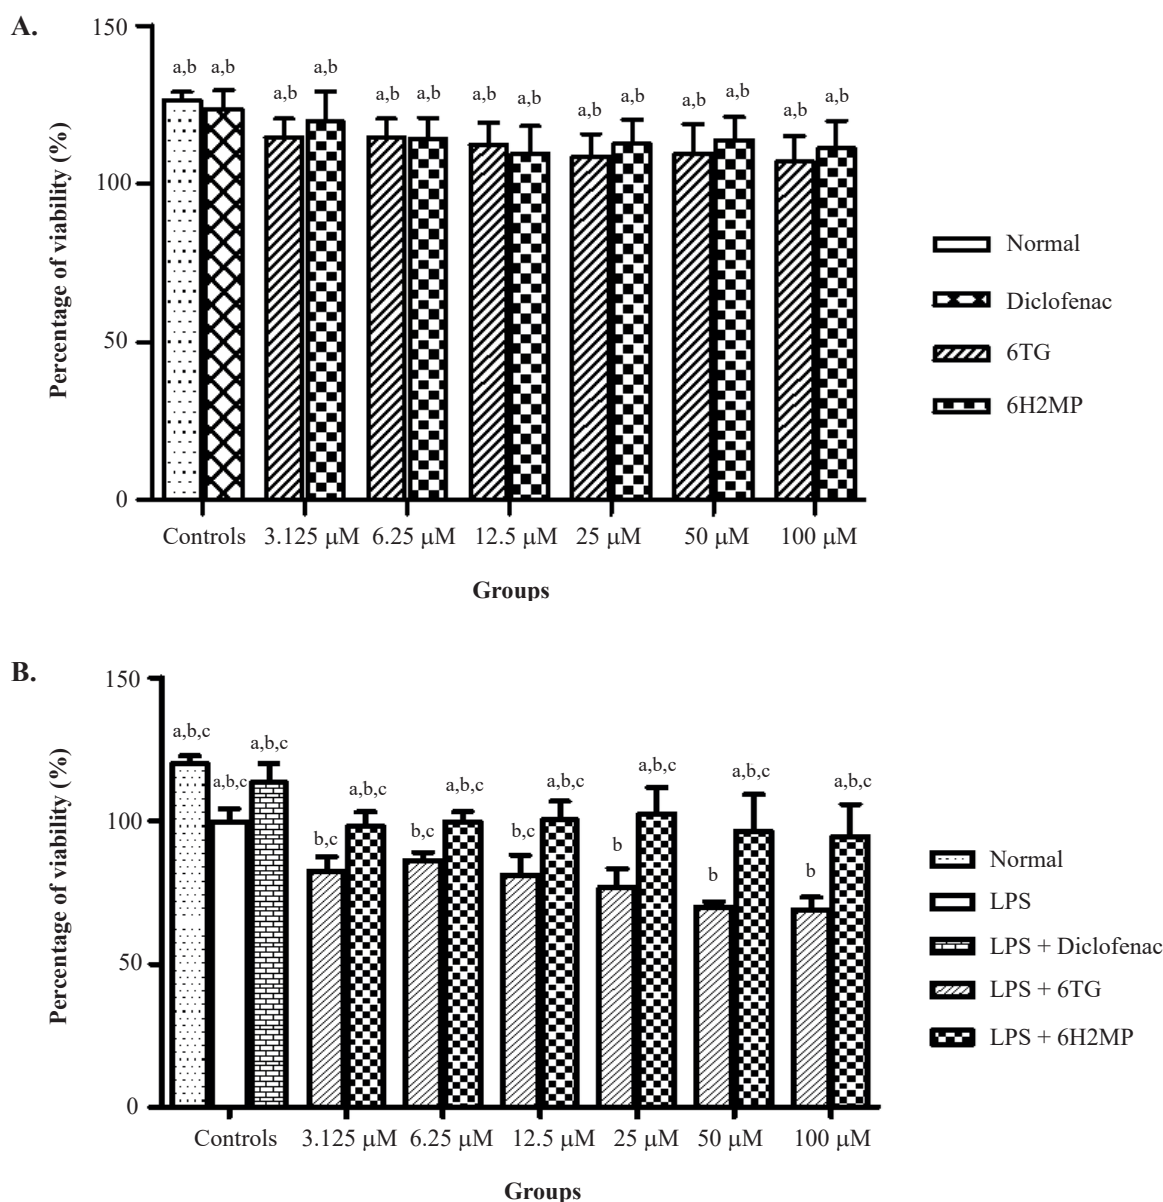 A.
150
100
50
0
Percentage of viability (%)
a,b a,b a,b a,b a,b a,b a,b a,b a,b a,b a,b a,b a,b a,b
Controls 3.125 μM 6.25 μM 12.5 μM 25 μM 50 μM 100 μM
Groups
Normal
Diclofenac
6TG
6H2MP
B.
150
100
50
0
Percentage of viability (%)
a,b,c a,b,c a,b,c b,c a,b,c b,c a,b,c b,c a,b,c b a,b,c b a,b,c b a,b,c
Controls 3.125 μM 6.25 μM 12.5 μM 25 μM 50 μM 100 μM
Groups
Normal
LPS
LPS + Diclofenac
LPS + 6TG
LPS + 6H2MP